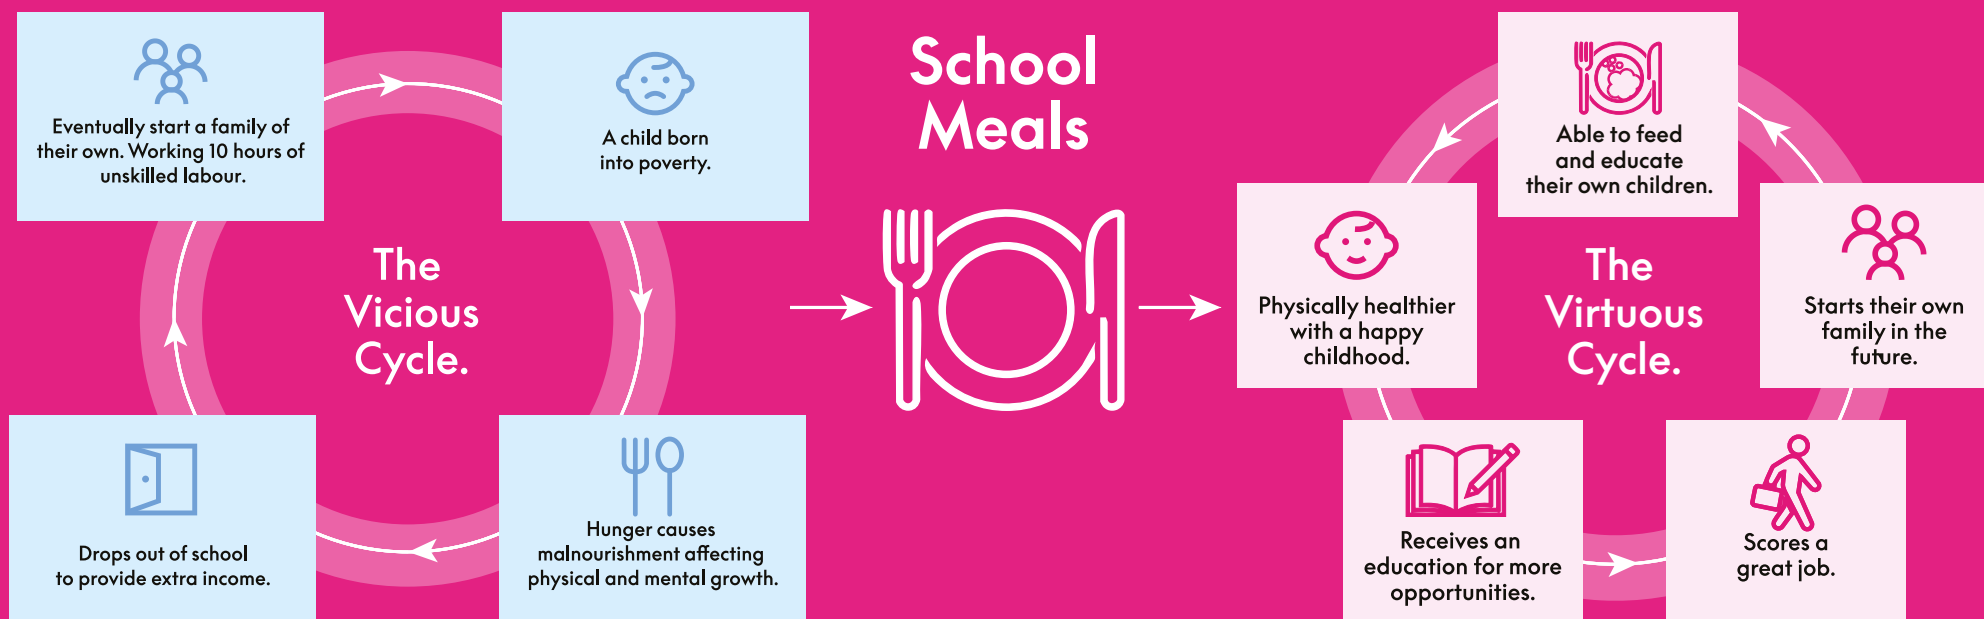 Eventually start a family of
their own. Working 10 hours of
unskilled labour.
A child born
into poverty.
The
Vicious
Cycle.
Drops out of school
to provide extra income.
Hunger causes
malnourishment affecting
physical and mental growth.
School
Meals
Able to feed
and educate
their own children.
Physically healthier
with a happy
childhood.
The
Virtuous
Cycle.
Starts their own
family in the
future.
Receives an
education for more
opportunities.
Scores a
great job.